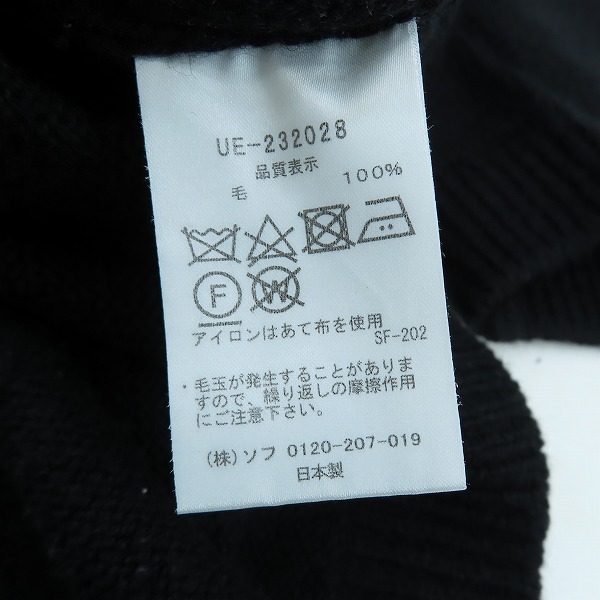 UE-232028
品質表示
毛 100%
F W
アイロンはあて布を使用
SF-202
・毛玉が発生することがありま
すので、繰り返しの摩擦作用
にご注意下さい。
(株)ソフ 0120-207-019
日本製